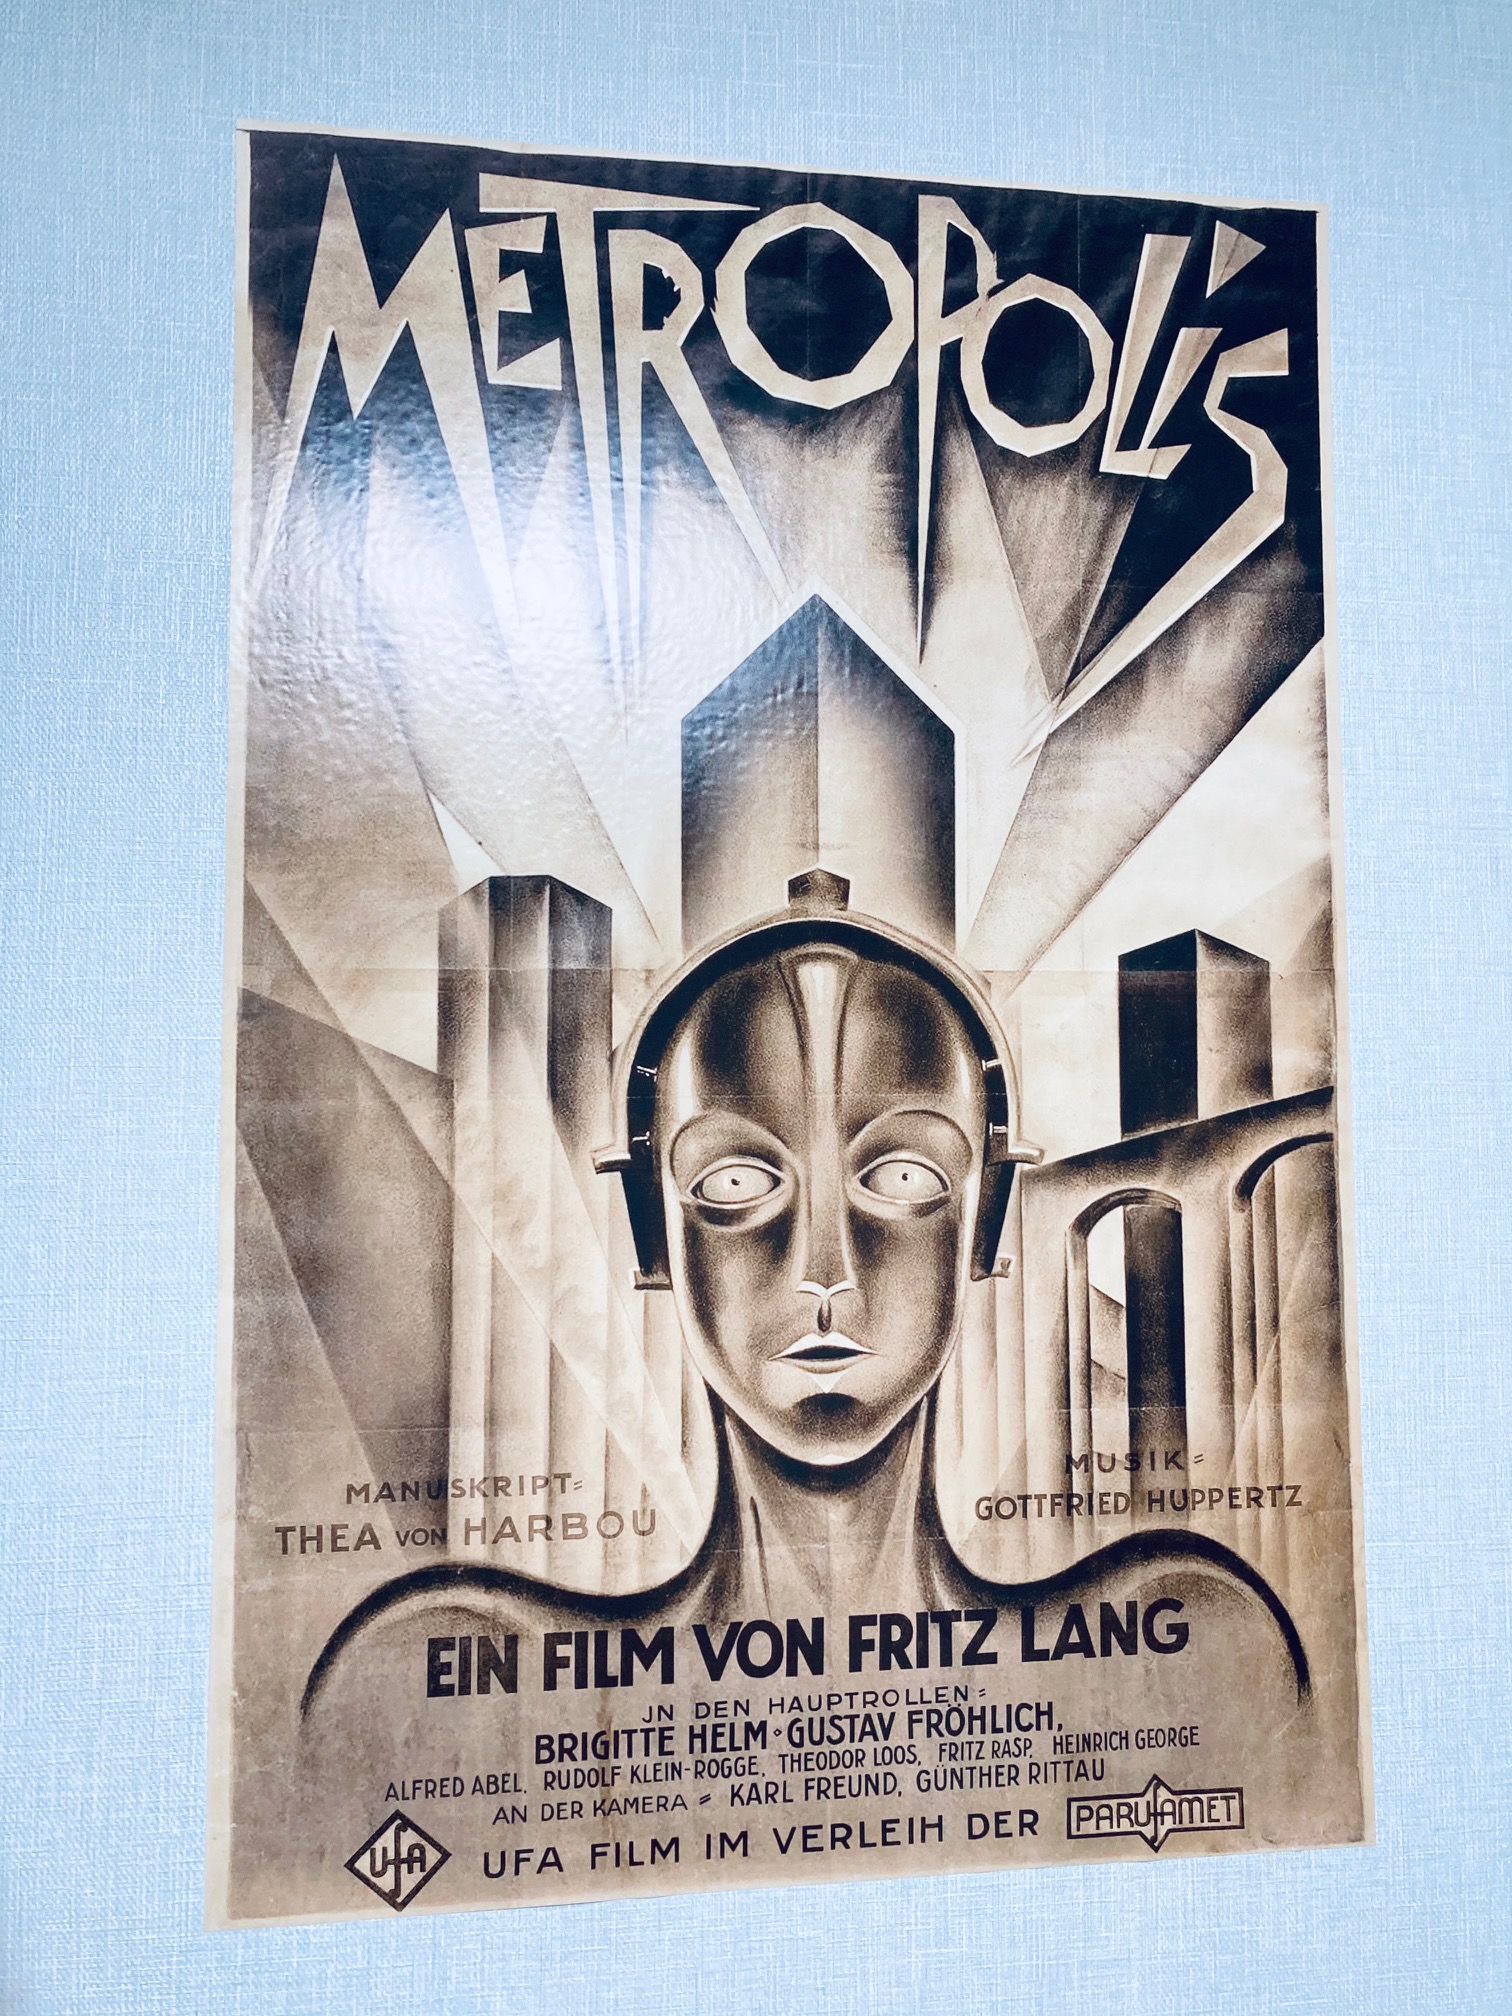 METROPOLIS
MANUSKRIPT=
THEA VON HARBOU
MUSIK=
GOTTFRIED HUPPERTZ
EIN FILM VON FRITZ LANG
JN DEN HAUPTROLLEN=
BRIGITTE HELM · GUSTAV FRÖHLICH,
ALFRED ABEL, RUDOLF KLEIN-ROGGE, THEODOR LOOS, FRITZ RASP, HEINRICH GEORGE
AN DER KAMERA = KARL FREUND, GÜNTHER RITTAU
UFA
UFA FILM IM VERLEIH DER PARUFAMET